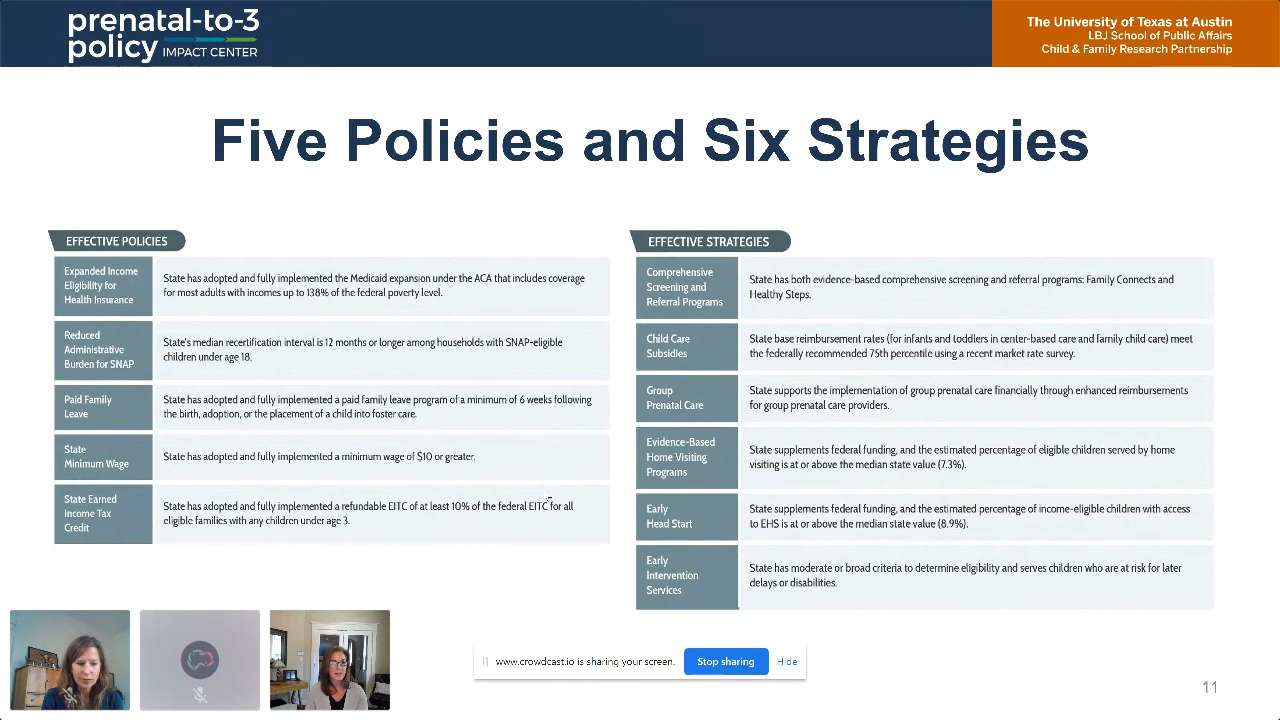 prenatal-to-3
policy IMPACT CENTER
The University of Texas at Austin
LBJ School of Public Affairs
Child & Family Research Partnership
Five Policies and Six Strategies
EFFECTIVE POLICIES
Expanded Income
Eligibility for
Health Insurance
State has adopted and fully implemented the Medicaid expansion under the ACA that includes coverage
for most adults with incomes up to 138% of the federal poverty level.
Reduced
Administrative
Burden for SNAP
State's median recertification interval is 12 months or longer among households with SNAP-eligible
children under age 18.
Paid Family
Leave
State has adopted and fully implemented a paid family leave program of a minimum of 6 weeks following
the birth, adoption, or the placement of a child into foster care.
State
Minimum Wage
State has adopted and fully implemented a minimum wage of $10 or greater.
State Earned
Income Tax
Credit
State has adopted and fully implemented a refundable EITC of at least 10% of the federal EITC for all
eligible families with any children under age 3.
EFFECTIVE STRATEGIES
Comprehensive
Screening and
Referral Programs
State has both evidence-based comprehensive screening and referral programs: Family Connects and
Healthy Steps.
Child Care
Subsidies
State base reimbursement rates (for infants and toddlers in center-based care and family child care) meet
the federally recommended 75th percentile using a recent market rate survey.
Group
Prenatal Care
State supports the implementation of group prenatal care financially through enhanced reimbursements
for group prenatal care providers.
Evidence-Based
Home Visiting
Programs
State supplements federal funding, and the estimated percentage of eligible children served by home
visiting is at or above the median state value (7.3%).
Early
Head Start
State supplements federal funding, and the estimated percentage of income-eligible children with access
to EHS is at or above the median state value (8.9%).
Early
Intervention
Services
State has moderate or broad criteria to determine eligibility and serves children who are at risk for later
delays or disabilities.
www.crowdcast.io is sharing your screen.
Stop sharing
Hide
11